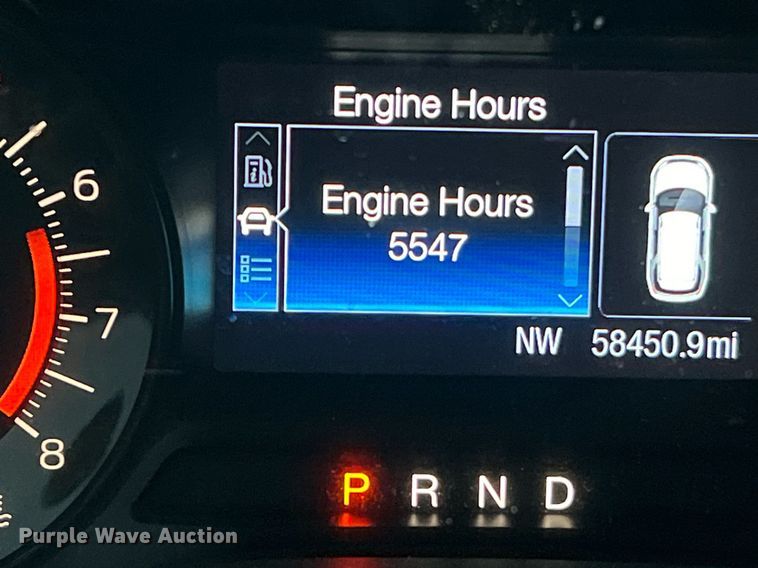 Engine Hours
Engine Hours
5547
NW 58450.9mi
6
7
8
P R N D
Purple Wave Auction